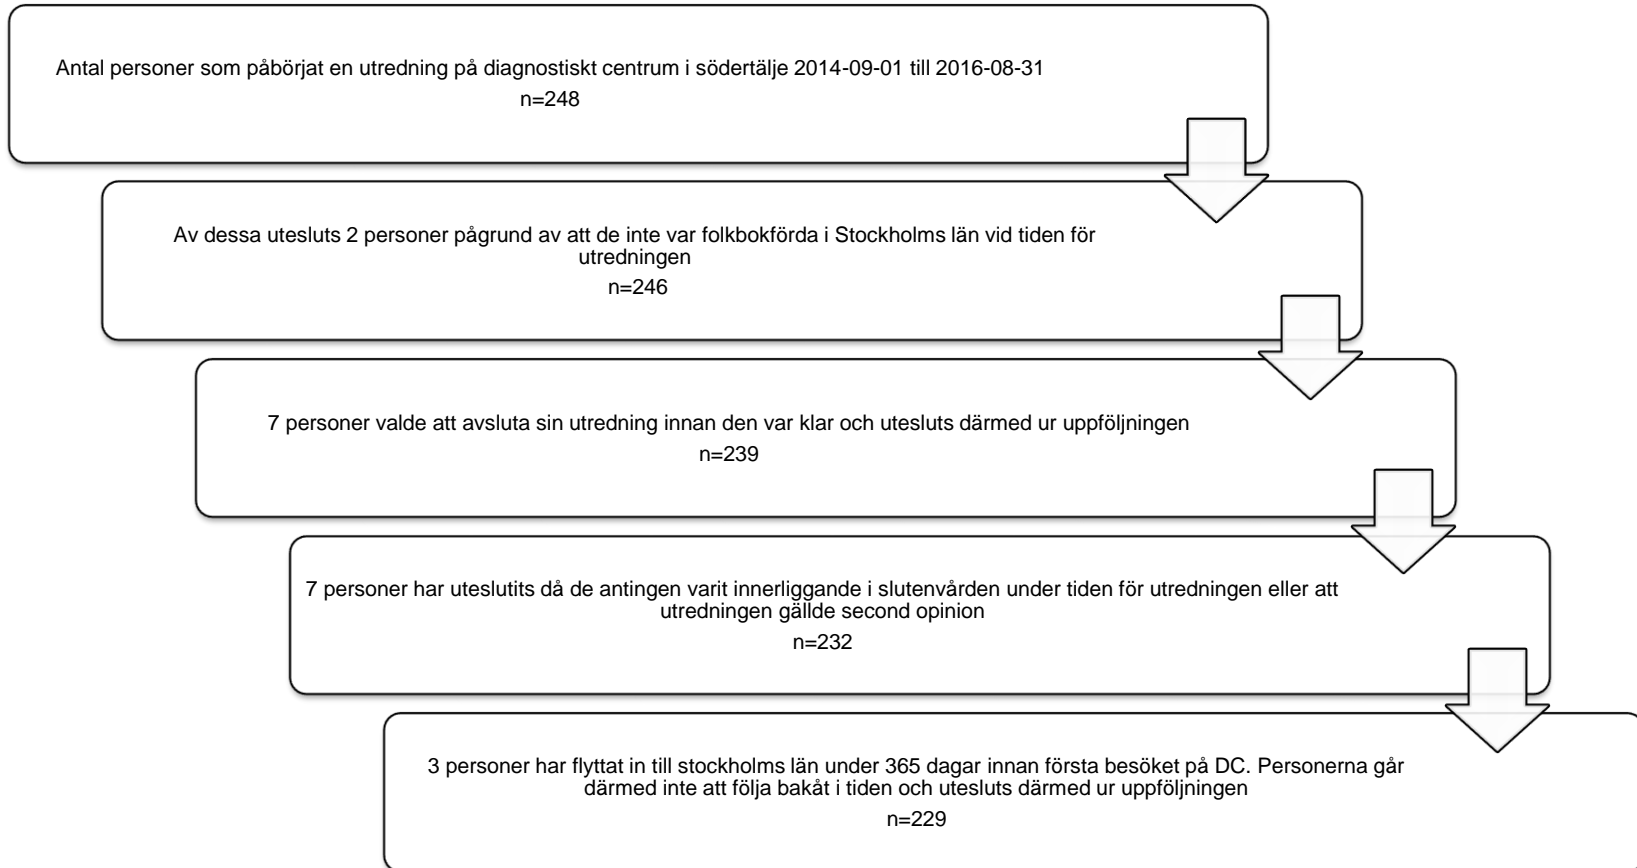 Antal personer som påbörjat en utredning på diagnostiskt centrum i södertälje 2014-09-01 till 2016-08-31
n=248
Av dessa utesluts 2 personer pågrund av att de inte var folkbokförda i Stockholms län vid tiden för
utredningen
n=246
7 personer valde att avsluta sin utredning innan den var klar och utesluts därmed ur uppföljningen
n=239
7 personer har uteslutits då de antingen varit innerliggande i slutenvården under tiden för utredningen eller att
utredningen gällde second opinion
n=232
3 personer har flyttat in till stockholms län under 365 dagar innan första besöket på DC. Personerna går
därmed inte att följa bakåt i tiden och utesluts därmed ur uppföljningen
n=229